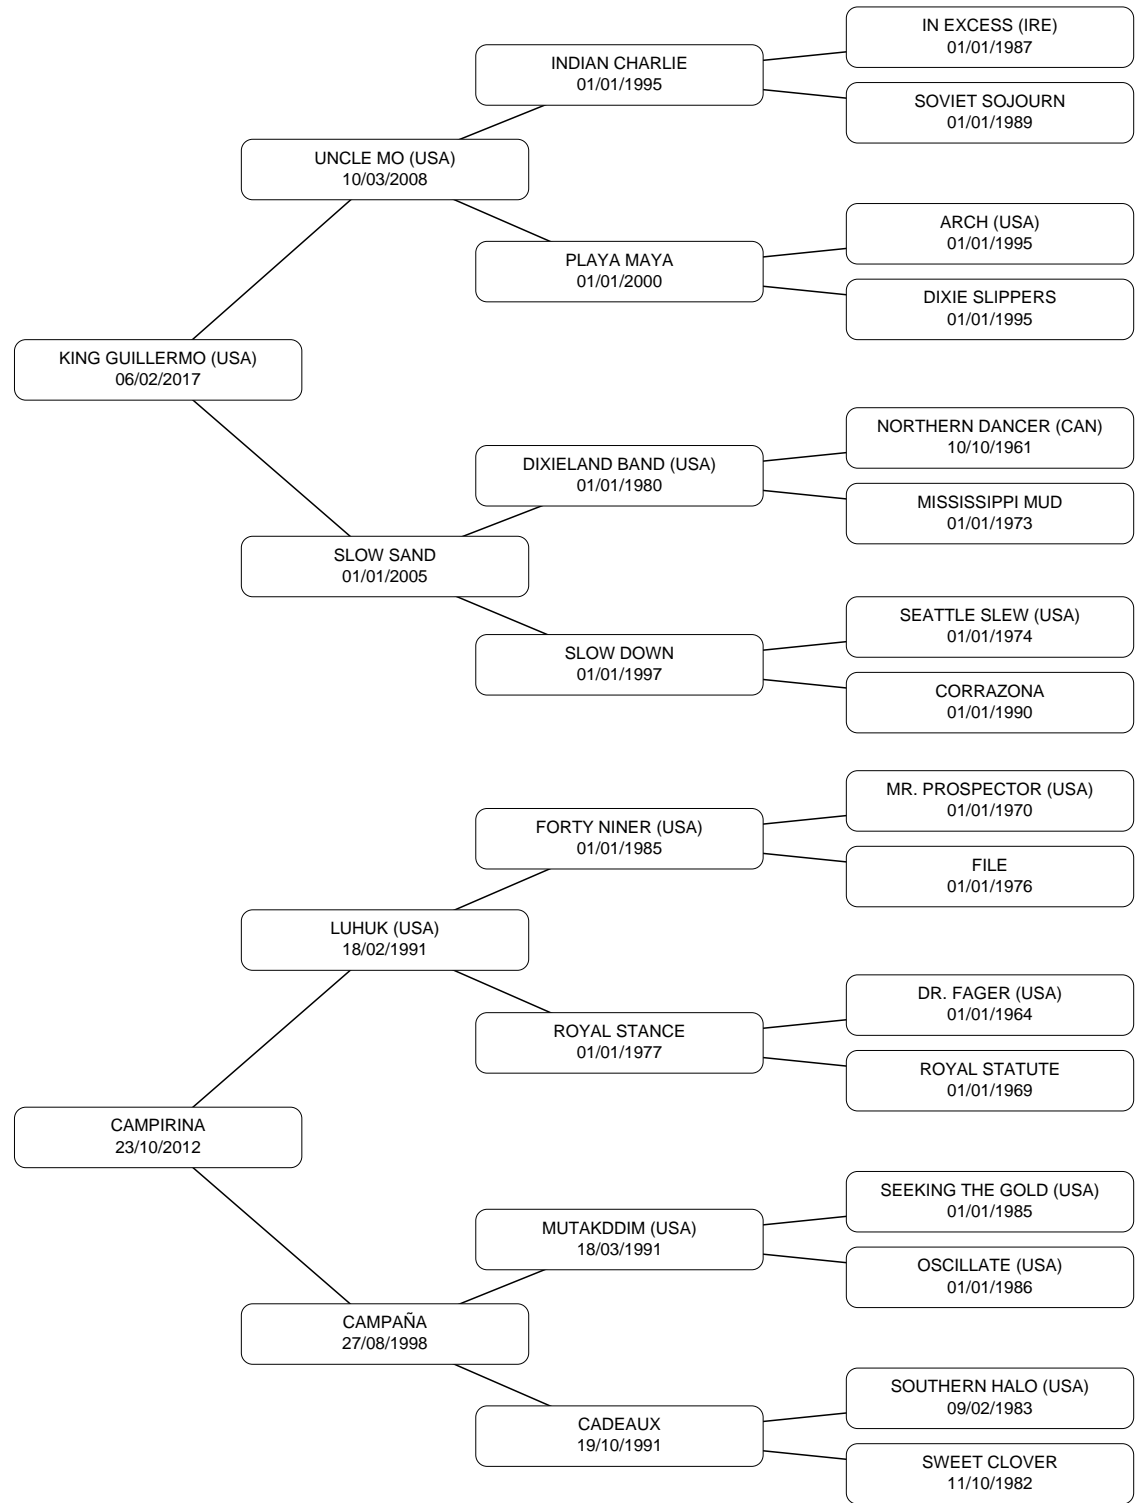 IN EXCESS (IRE)
01/01/1987
INDIAN CHARLIE
01/01/1995
SOVIET SOJOURN
01/01/1989
UNCLE MO (USA)
10/03/2008
ARCH (USA)
01/01/1995
PLAYA MAYA
01/01/2000
DIXIE SLIPPERS
01/01/1995
KING GUILLERMO (USA)
06/02/2017
NORTHERN DANCER (CAN)
10/10/1961
DIXIELAND BAND (USA)
01/01/1980
MISSISSIPPI MUD
01/01/1973
SLOW SAND
01/01/2005
SEATTLE SLEW (USA)
01/01/1974
SLOW DOWN
01/01/1997
CORRAZONA
01/01/1990
MR. PROSPECTOR (USA)
01/01/1970
FORTY NINER (USA)
01/01/1985
FILE
01/01/1976
LUHUK (USA)
18/02/1991
DR. FAGER (USA)
01/01/1964
ROYAL STANCE
01/01/1977
ROYAL STATUTE
01/01/1969
CAMPIRINA
23/10/2012
SEEKING THE GOLD (USA)
01/01/1985
MUTAKDDIM (USA)
18/03/1991
OSCILLATE (USA)
01/01/1986
CAMPAÑA
27/08/1998
SOUTHERN HALO (USA)
09/02/1983
CADEAUX
19/10/1991
SWEET CLOVER
11/10/1982